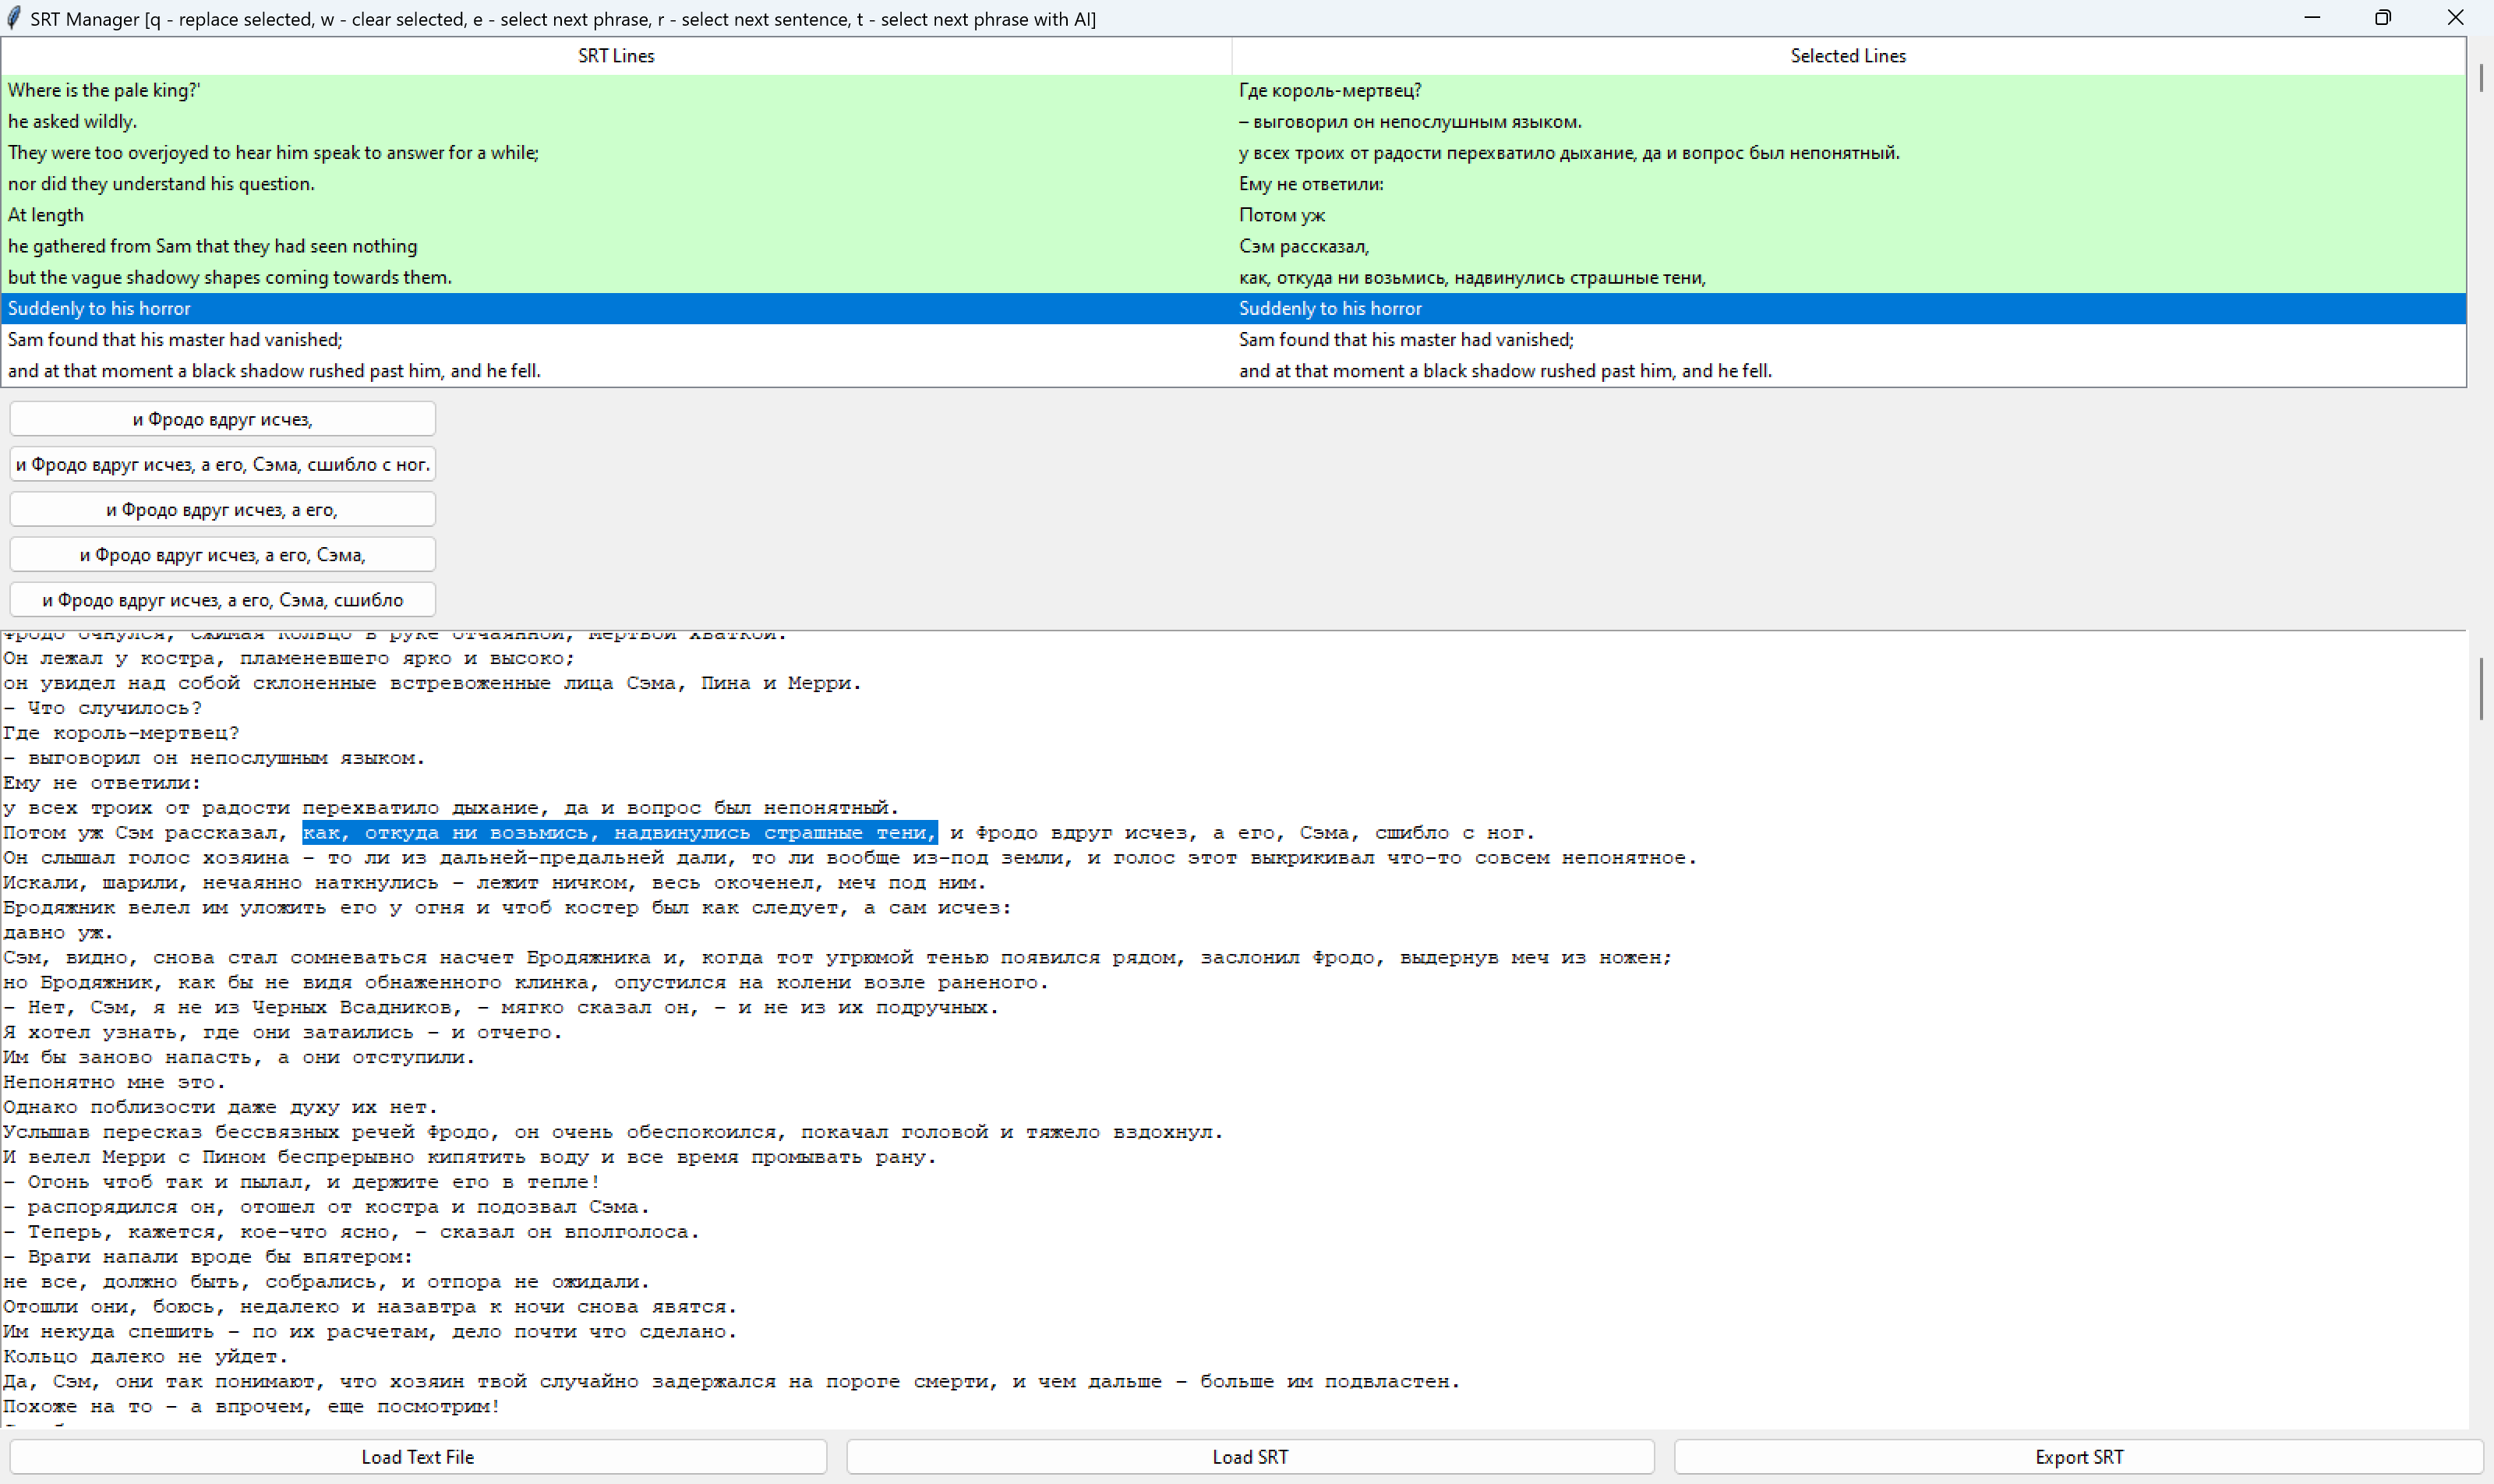 SRT Manager [q - replace selected, w - clear selected, e - select next phrase, r - select next sentence, t - select next phrase with AI]
SRT Lines
Selected Lines
Where is the pale king?'
Где король-мертвец?
he asked wildly.
– выговорил он непослушным языком.
They were too overjoyed to hear him speak to answer for a while;
у всех троих от радости перехватило дыхание, да и вопрос был непонятный.
nor did they understand his question.
Ему не ответили:
At length
Потом уж
he gathered from Sam that they had seen nothing
Сэм рассказал,
but the vague shadowy shapes coming towards them.
как, откуда ни возьмись, надвинулись страшные тени,
Suddenly to his horror
Suddenly to his horror
Sam found that his master had vanished;
Sam found that his master had vanished;
and at that moment a black shadow rushed past him, and he fell.
and at that moment a black shadow rushed past him, and he fell.
и Фродо вдруг исчез,
и Фродо вдруг исчез, а его, Сэма, сшибло с ног.
и Фродо вдруг исчез, а его,
и Фродо вдруг исчез, а его, Сэма,
и Фродо вдруг исчез, а его, Сэма, сшибло
Фродо очнулся, сжимая Кольцо в руке отчаянной, мертвой хваткой.
Он лежал у костра, пламеневшего ярко и высоко;
он увидел над собой склоненные встревоженные лица Сэма, Пина и Мерри.
– Что случилось?
Где король-мертвец?
– выговорил он непослушным языком.
Ему не ответили:
у всех троих от радости перехватило дыхание, да и вопрос был непонятный.
Потом уж Сэм рассказал, как, откуда ни возьмись, надвинулись страшные тени, и Фродо вдруг исчез, а его, Сэма, сшибло с ног.
Он слышал голос хозяина – то ли из дальней-предальней дали, то ли вообще из-под земли, и голос этот выкрикивал что-то совсем непонятное.
Искали, шарили, нечаянно наткнулись – лежит ничком, весь окоченел, меч под ним.
Бродяжник велел им уложить его у огня и чтоб костер был как следует, а сам исчез:
давно уж.
Сэм, видно, снова стал сомневаться насчет Бродяжника и, когда тот угрюмой тенью появился рядом, заслонил Фродо, выдернув меч из ножен;
но Бродяжник, как бы не видя обнаженного клинка, опустился на колени возле раненого.
– Нет, Сэм, я не из Черных Всадников, – мягко сказал он, – и не из их подручных.
Я хотел узнать, где они затаились – и отчего.
Им бы заново напасть, а они отступили.
Непонятно мне это.
Однако поблизости даже духу их нет.
Услышав пересказ бессвязных речей Фродо, он очень обеспокоился, покачал головой и тяжело вздохнул.
И велел Мерри с Пином беспрерывно кипятить воду и все время промывать рану.
– Огонь чтоб так и пылал, и держите его в тепле!
– распорядился он, отошел от костра и подозвал Сэма.
– Теперь, кажется, кое-что ясно, – сказал он вполголоса.
– Враги напали вроде бы впятером:
не все, должно быть, собрались, и отпора не ожидали.
Отошли они, боюсь, недалеко и назавтра к ночи снова явятся.
Им некуда спешить – по их расчетам, дело почти что сделано.
Кольцо далеко не уйдет.
Да, Сэм, они так понимают, что хозяин твой случайно задержался на пороге смерти, и чем дальше – больше им подвластен.
Похоже на то – а впрочем, еще посмотрим!
Load Text File
Load SRT
Export SRT